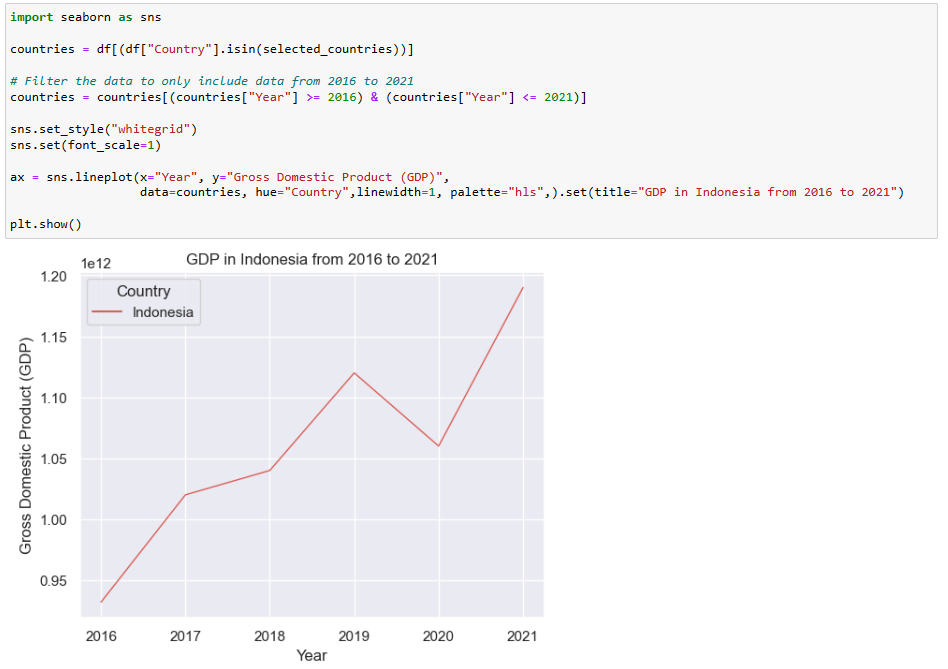 import seaborn as sns
countries = df[(df["Country"].isin(selected_countries))]
# Filter the data to only include data from 2016 to 2021
countries = countries[(countries["Year"] >= 2016) & (countries["Year"] <= 2021)]
sns.set_style("whitegrid")
sns.set(font_scale=1)
ax = sns.lineplot(x="Year", y="Gross Domestic Product (GDP)",
data=countries, hue="Country",linewidth=1, palette="hls",).set(title="GDP in Indonesia from 2016 to 2021")
plt.show()
GDP in Indonesia from 2016 to 2021
1e12
1.20
1.15
1.10
1.05
1.00
0.95
Gross Domestic Product (GDP)
Country
Indonesia
2016 2017 2018 2019 2020 2021
Year